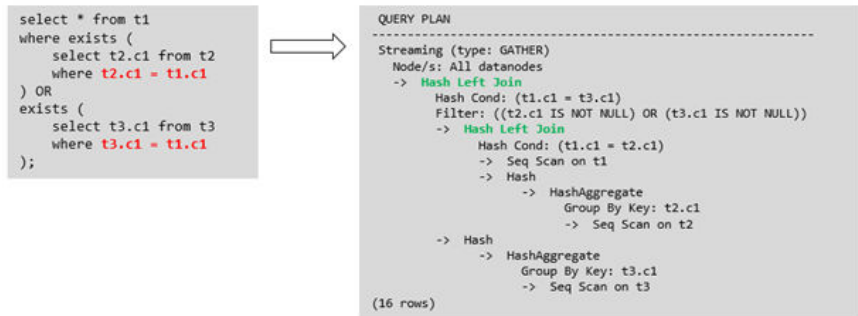 select * from t1
where exists (
select t2.c1 from t2
where t2.c1 = t1.c1
) OR
exists (
select t3.c1 from t3
where t3.c1 = t1.c1
);
QUERY PLAN
----------------------------------------------------------------
Streaming (type: GATHER)
Node/s: All datanodes
-> Hash Left Join
Hash Cond: (t1.c1 = t3.c1)
Filter: ((t2.c1 IS NOT NULL) OR (t3.c1 IS NOT NULL))
-> Hash Left Join
Hash Cond: (t1.c1 = t2.c1)
-> Seq Scan on t1
-> Hash
-> HashAggregate
Group By Key: t2.c1
-> Seq Scan on t2
-> Hash
-> HashAggregate
Group By Key: t3.c1
-> Seq Scan on t3
(16 rows)